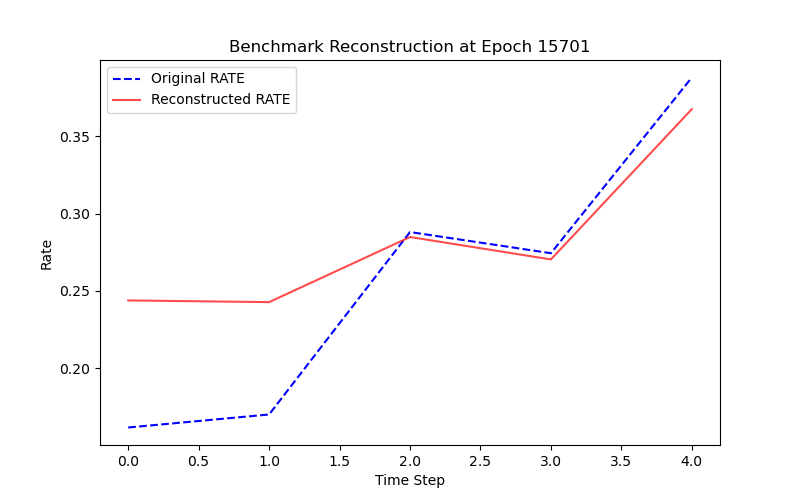 Benchmark Reconstruction at Epoch 15701
Original RATE
Reconstructed RATE
0.35
0.30
0.25
0.20
Rate
0.0 0.5 1.0 1.5 2.0 2.5 3.0 3.5 4.0
Time Step